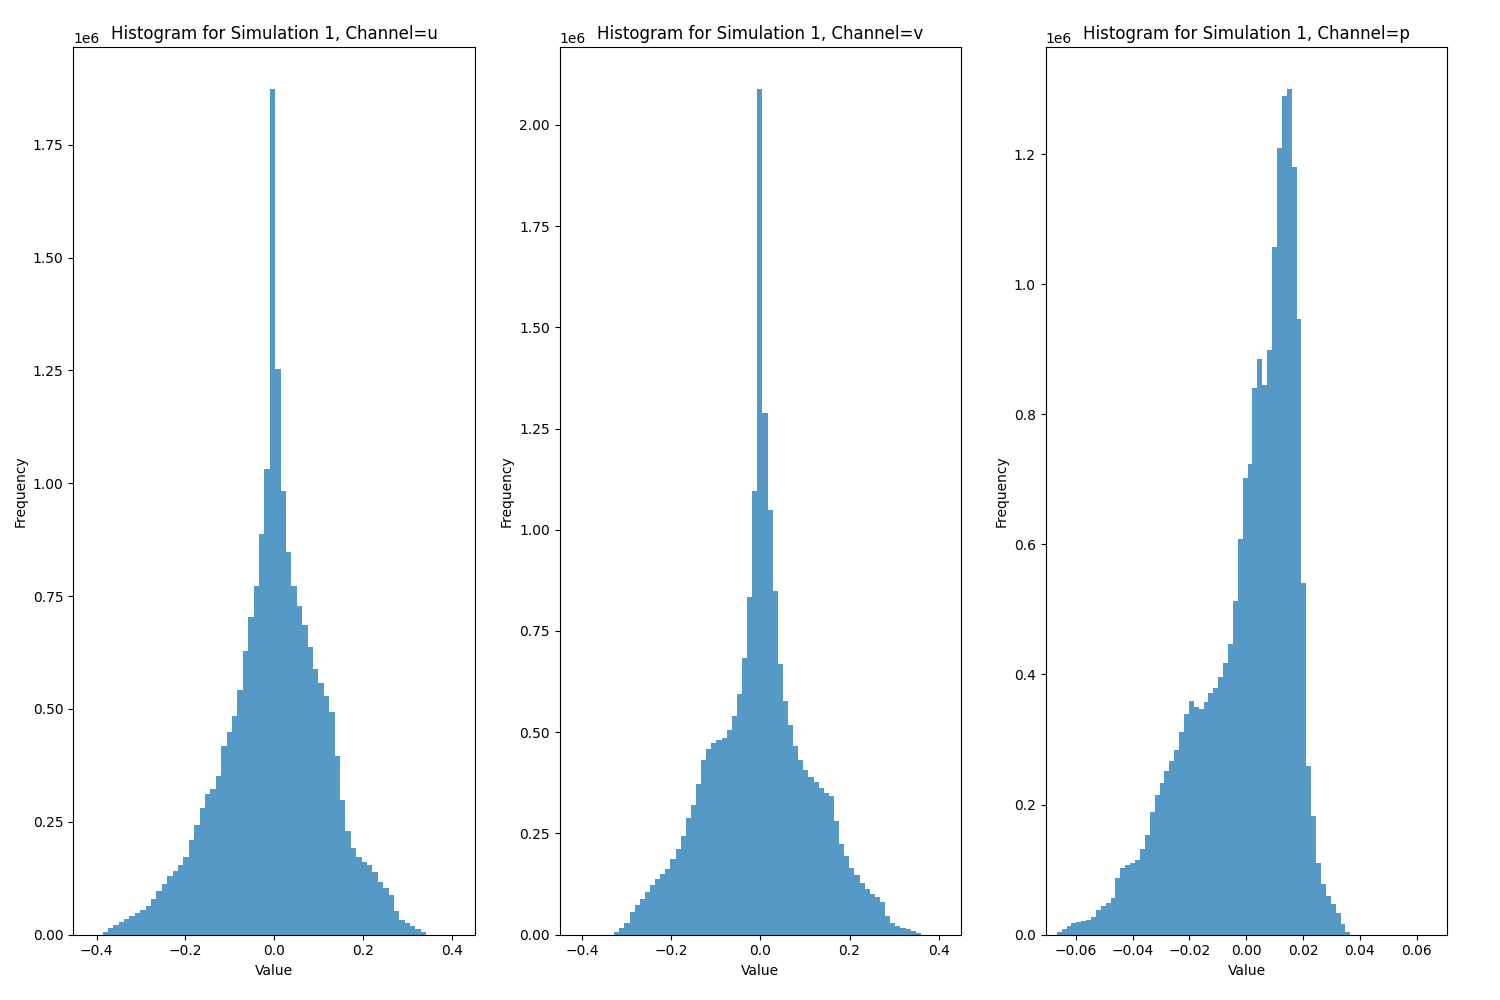 Histogram for Simulation 1, Channel=u
1e6
1.75
1.50
1.25
1.00
0.75
0.50
0.25
0.00
Frequency
−0.4 −0.2 0.0 0.2 0.4
Value
Histogram for Simulation 1, Channel=v
1e6
2.00
1.75
1.50
1.25
1.00
0.75
0.50
0.25
0.00
Frequency
−0.4 −0.2 0.0 0.2 0.4
Value
Histogram for Simulation 1, Channel=p
1e6
1.2
1.0
0.8
0.6
0.4
0.2
0.0
Frequency
−0.06 −0.04 −0.02 0.00 0.02 0.04 0.06
Value